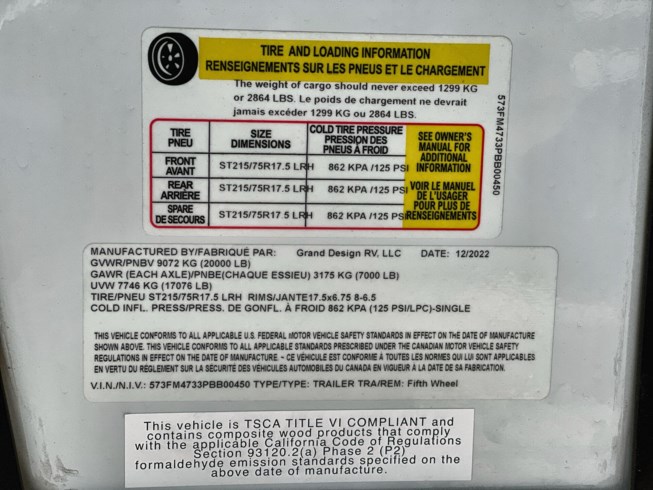 TIRE AND LOADING INFORMATION
RENSEIGNEMENTS SUR LES PNEUS ET LE CHARGEMENT
The weight of cargo should never exceed 1299 KG
or 2864 LBS. Le poids de chargement ne devrait
jamais excéder 1299 KG ou 2864 LBS.
TIRE PNEU SIZE DIMENSIONS COLD TIRE PRESSURE PRESSION DES PNEUS À FROID
FRONT AVANT ST215/75R17.5 LRH 862 KPA /125 PSI
REAR ARRIÈRE ST215/75R17.5 LRH 862 KPA /125 PSI
SPARE DE SECOURS ST215/75R17.5 LRH 862 KPA /125 PSI
SEE OWNER'S
MANUAL FOR
ADDITIONAL
INFORMATION
VOIR LE MANUEL
DE L'USAGER
POUR PLUS DE
RENSEIGNEMENTS
573FM4733PBB00450
MANUFACTURED BY/FABRIQUÉ PAR: Grand Design RV, LLC DATE: 12/2022
GVWR/PNBV 9072 KG (20000 LB)
GAWR (EACH AXLE)/PNBE(CHAQUE ESSIEU) 3175 KG (7000 LB)
UVW 7746 KG (17076 LB)
TIRE/PNEU ST215/75R17.5 LRH RIMS/JANTE17.5x6.75 8-6.5
COLD INFL. PRESS/PRESS. DE GONFL. À FROID 862 KPA (125 PSI/LPC)-SINGLE
THIS VEHICLE CONFORMS TO ALL APPLICABLE U.S. FEDERAL MOTOR VEHICLE SAFETY STANDARDS IN EFFECT ON THE DATE OF MANUFACTURE
SHOWN ABOVE. THIS VEHICLE CONFORMS TO ALL APPLICABLE STANDARDS PRESCRIBED UNDER THE CANADIAN MOTOR VEHICLE SAFETY
REGULATIONS IN EFFECT ON THE DATE OF MANUFACTURE. - CE VÉHICULE EST CONFORME À TOUTES LES NORMES QUI LUI SONT APPLICABLES
EN VERTU DU RÈGLEMENT SUR LA SÉCURITÉ DES VÉHICULES AUTOMOBILES DU CANADA EN VIGUEUR À LA DATE DE SA FABRICATION.
V.I.N./N.I.V.: 573FM4733PBB00450 TYPE/TYPE: TRAILER TRA/REM: Fifth Wheel
This vehicle is TSCA TITLE VI COMPLIANT and
contains composite wood products that comply
with the applicable California Code of Regulations
Section 93120.2(a) Phase 2 (P2)
formaldehyde emission standards specified on the
above date of manufacture.